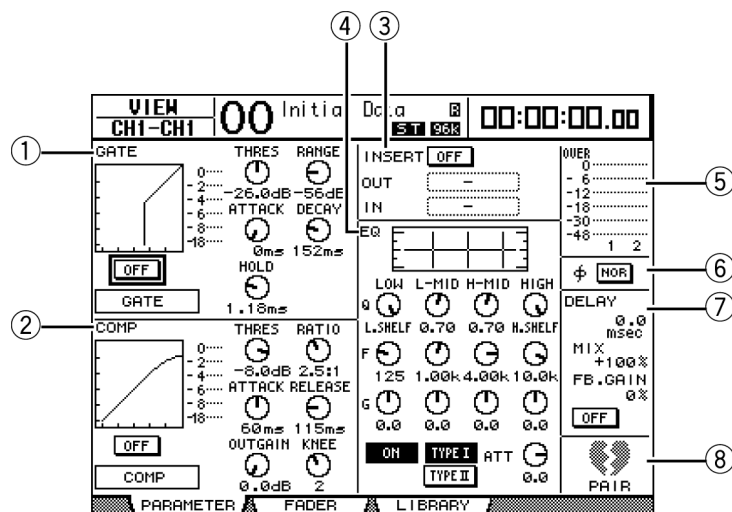 ④ ③
VIEW
CH1-CH1
00 Initial Data R
ST 96k
00:00:00.00
① GATE
THRES RANGE
0
-2
-4
-6
-8
-18
-26.0dB -56dB
ATTACK DECAY
0ms 152ms
HOLD
1.18ms
OFF
GATE
② COMP
THRES RATIO
0
-2
-4
-6
-8
-18
-8.0dB 2.5:1
ATTACK RELEASE
60ms 115ms
OUTGAIN KNEE
0.0dB 2
OFF
COMP
INSERT OFF
OUT -
IN -
EQ
LOW L-MID H-MID HIGH
Q
L.SHELF 0.70 0.70 H.SHELF
F
125 1.00k 4.00k 10.0k
G
0.0 0.0 0.0 0.0
ON TYPE I ATT
TYPE II 0.0
OVER
0
-6
-12
-18
-30
-48
1 2
⑤
ϕ NOR ⑥
DELAY ⑦
0.0
msec
MIX
+100%
FB.GAIN
0%
OFF
⑧
PAIR
PARAMETER FADER LIBRARY